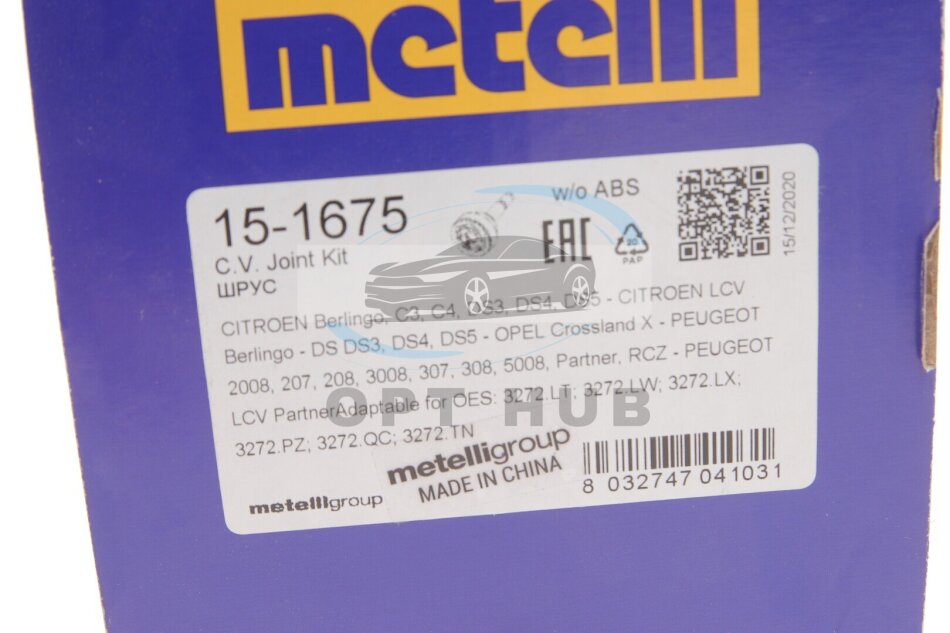 metelli
15-1675
w/o ABS
C.V. Joint Kit
ШРУС
EAC
20
PAP
15/12/2020
CITROEN Berlingo, C3, C4, DS3, DS4, DS5 - CITROEN LCV
Berlingo - DS DS3, DS4, DS5 - OPEL Crossland X - PEUGEOT
2008, 207, 208, 3008, 307, 308, 5008, Partner, RCZ - PEUGEOT
LCV PartnerAdaptable for OES: 3272.LT; 3272.LW; 3272.LX;
3272.PZ; 3272.QC; 3272.TN
OPT HUB
metelligroup
metelligroup
MADE IN CHINA
8 032747 041031